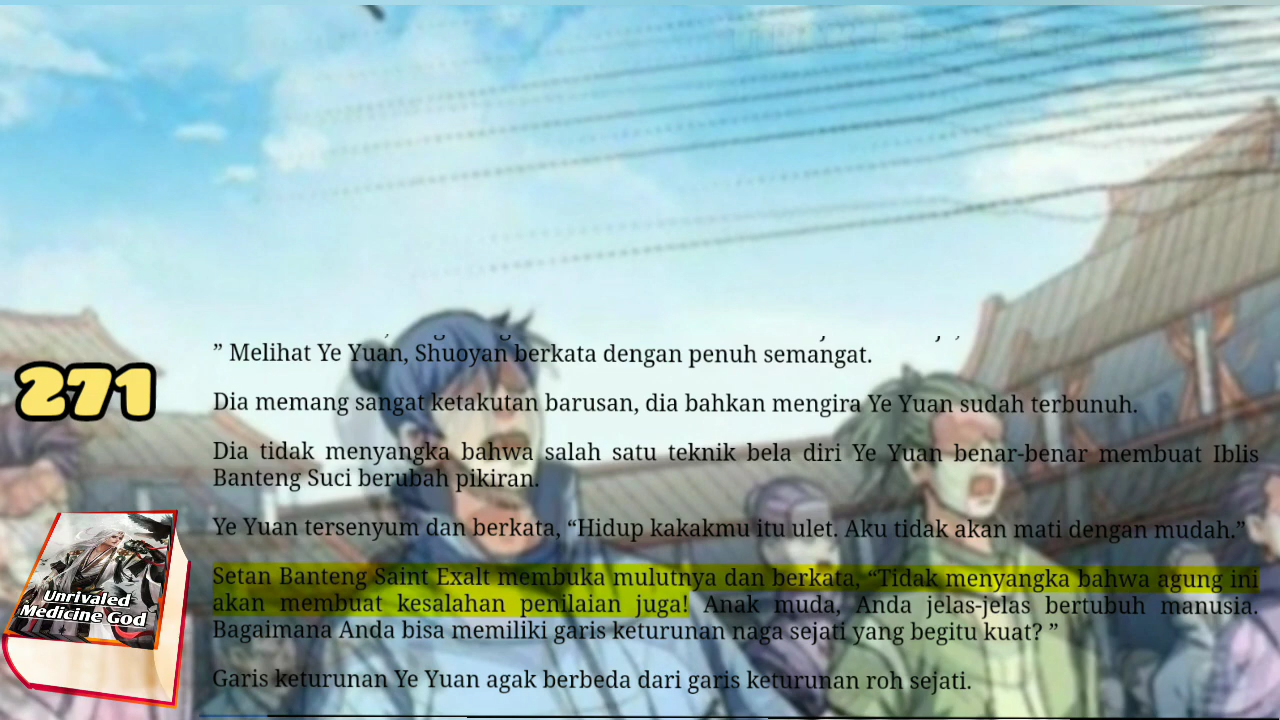 ” Melihat Ye Yuan, Shuoyan berkata dengan penuh semangat.
Dia memang sangat ketakutan barusan, dia bahkan mengira Ye Yuan sudah terbunuh.
Dia tidak menyangka bahwa salah satu teknik bela diri Ye Yuan benar-benar membuat Iblis
Banteng Suci berubah pikiran.
271
Ye Yuan tersenyum dan berkata, “Hidup kakakmu itu ulet. Aku tidak akan mati dengan mudah.”
Setan Banteng Saint Exalt membuka mulutnya dan berkata, “Tidak menyangka bahwa agung ini
akan membuat kesalahan penilaian juga! Anak muda, Anda jelas-jelas bertubuh manusia.
Bagaimana Anda bisa memiliki garis keturunan naga sejati yang begitu kuat? ”
Garis keturunan Ye Yuan agak berbeda dari garis keturunan roh sejati.
Unrivaled
Medicine God